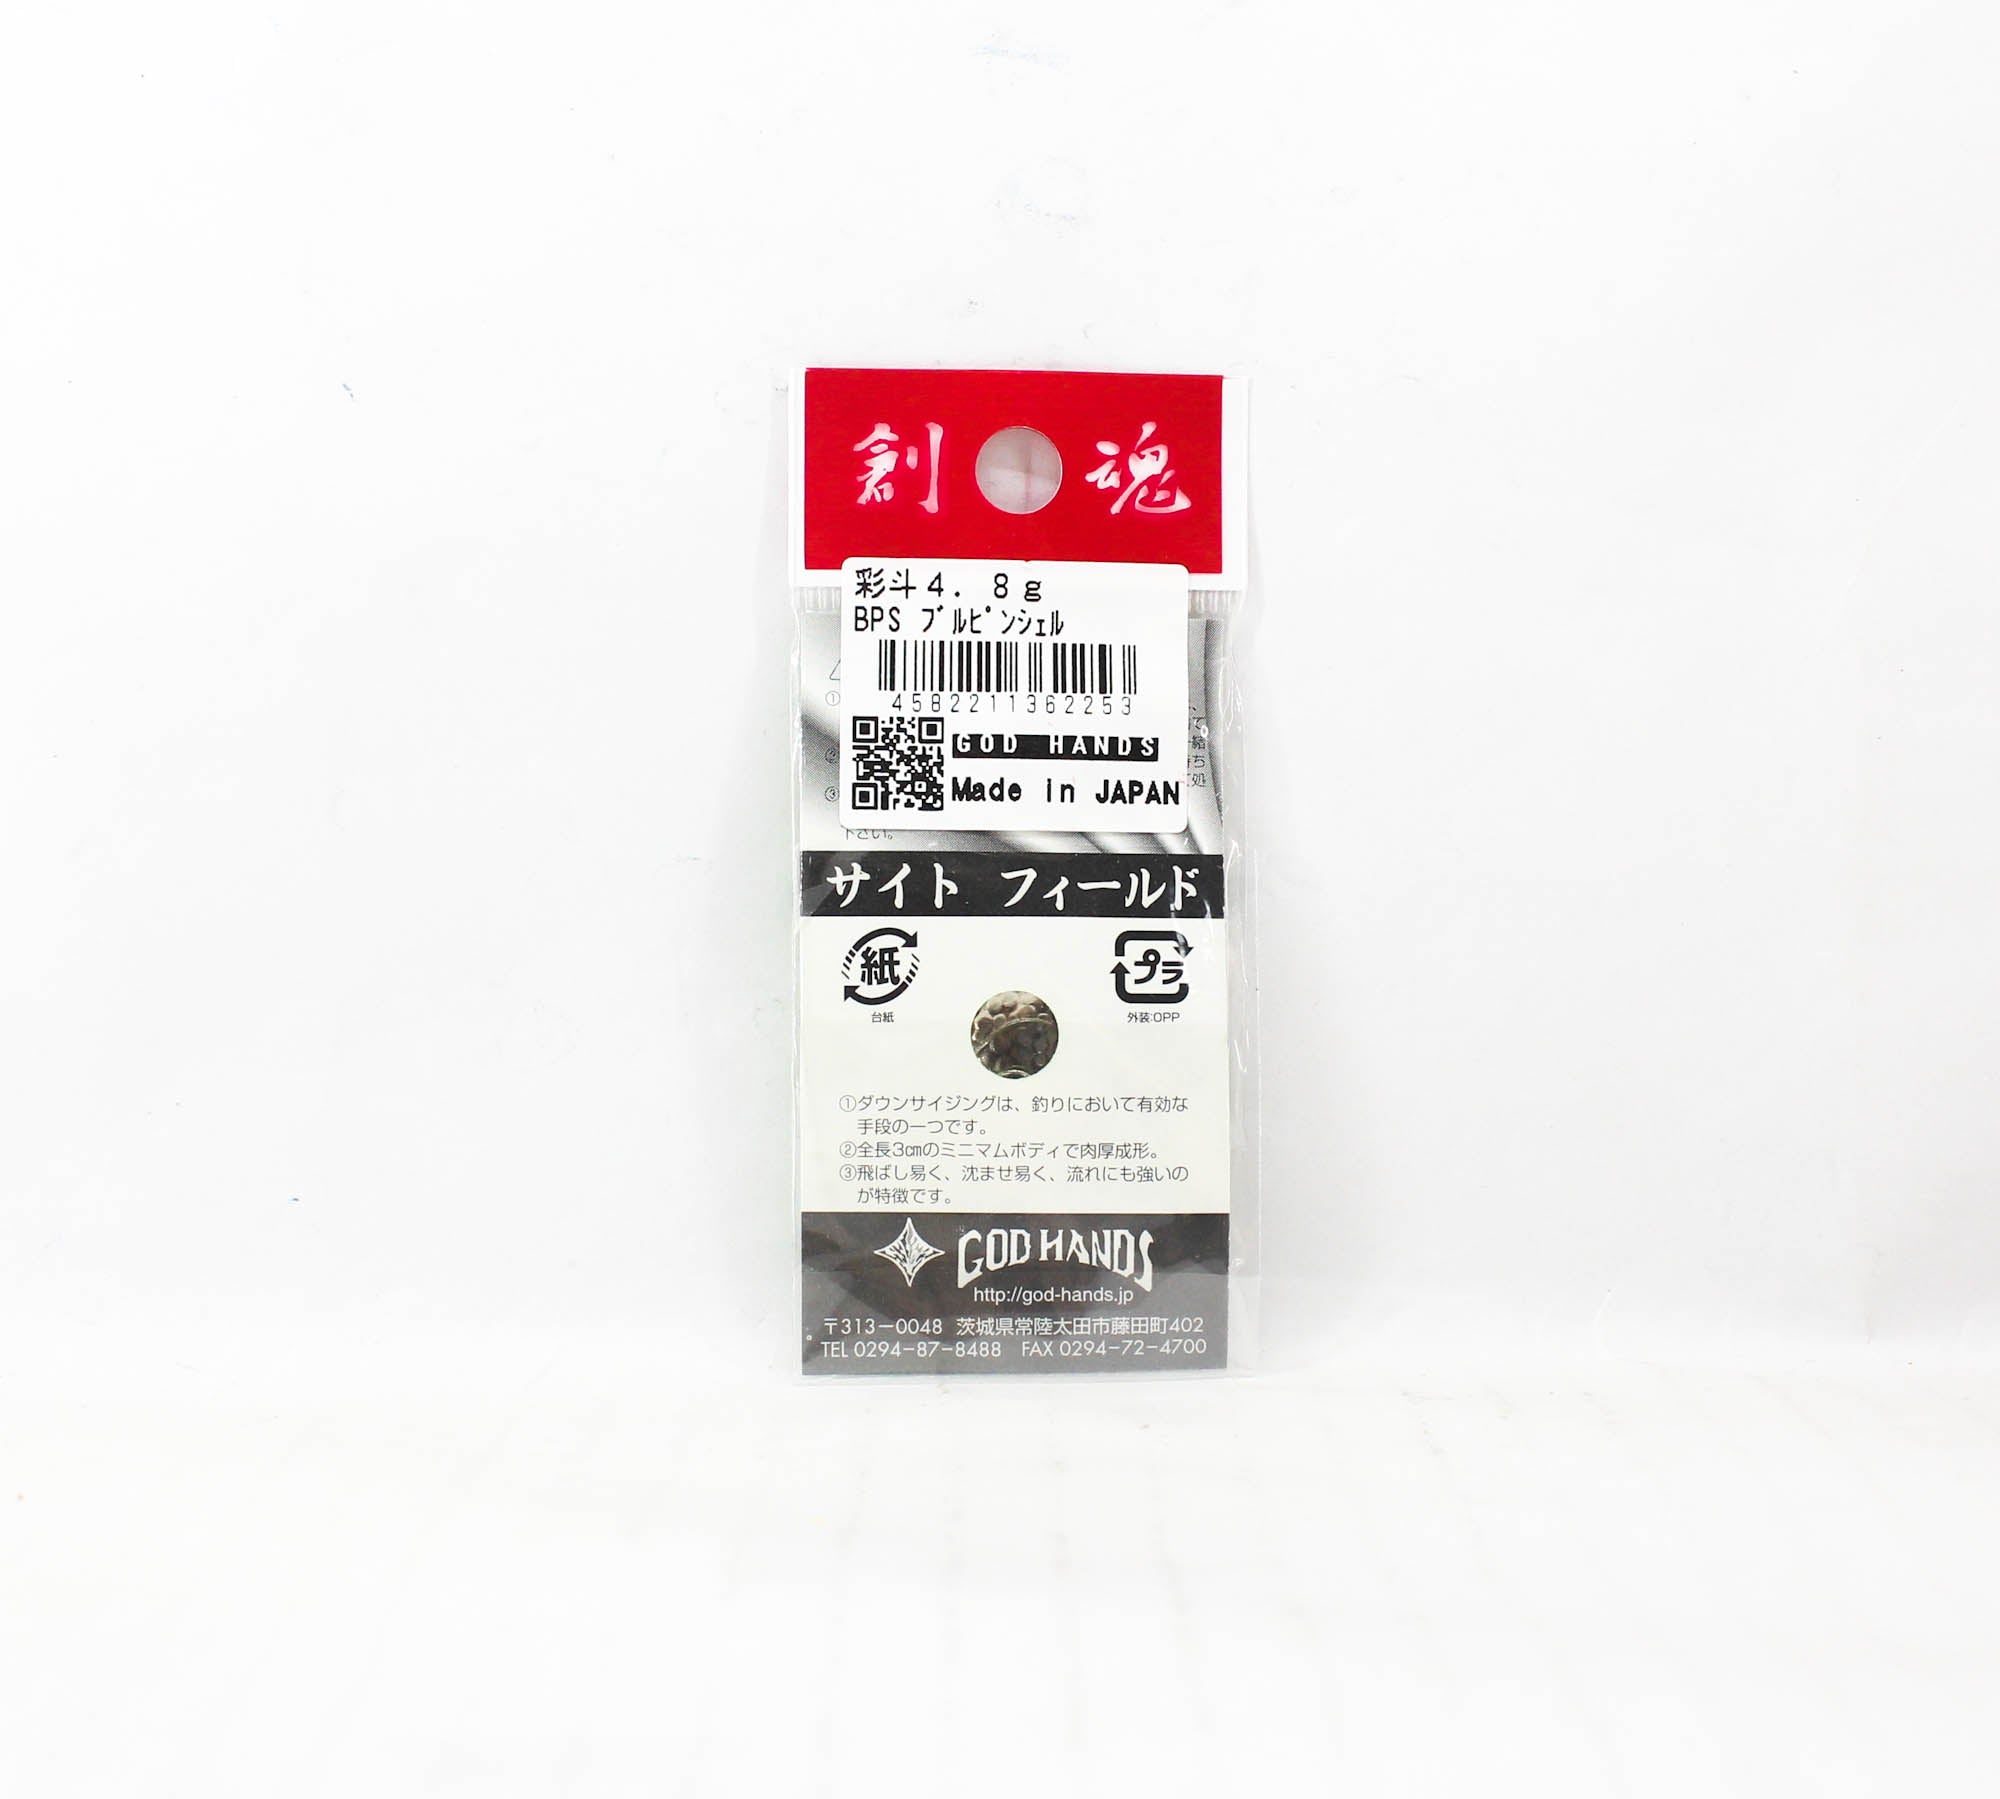 創 魂
彩斗4.8g
BPS ブルピンシェル
4582211362253
GOD HANDS
Made in JAPAN
①
②
③
下さい。
サイト フィールド
紙
プラ
台紙
外装:OPP
①ダウンサイジングは、釣りにおいて有効な
手段の一つです。
②全長3cmのミニマムボディで肉厚成形。
③飛ばし易く、沈ませ易く、流れにも強いの
が特徴です。
GOD HANDS
http://god-hands.jp
〒313−0048 茨城県常陸太田市藤田町402
TEL 0294−87−8488 FAX 0294−72−4700